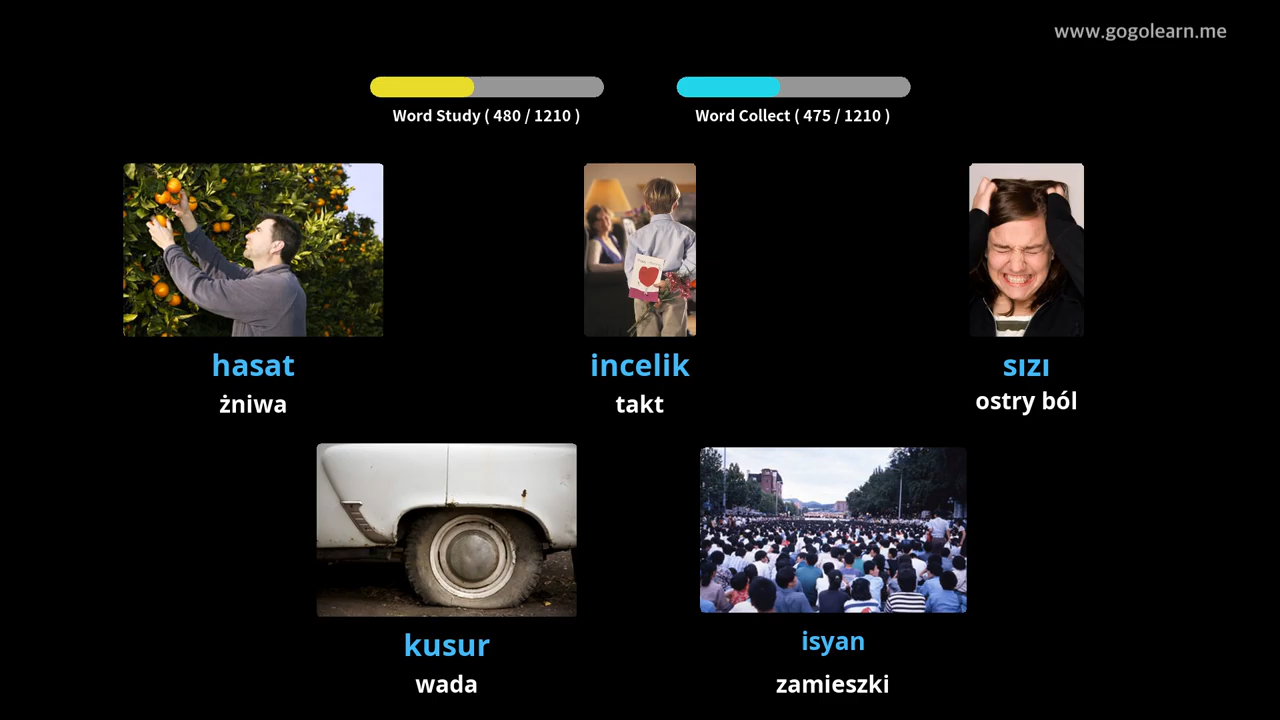 www.gogolearn.me
Word Study ( 480 / 1210 )
Word Collect ( 475 / 1210 )
hasat
żniwa
incelik
takt
sızı
ostry ból
kusur
wada
isyan
zamieszki